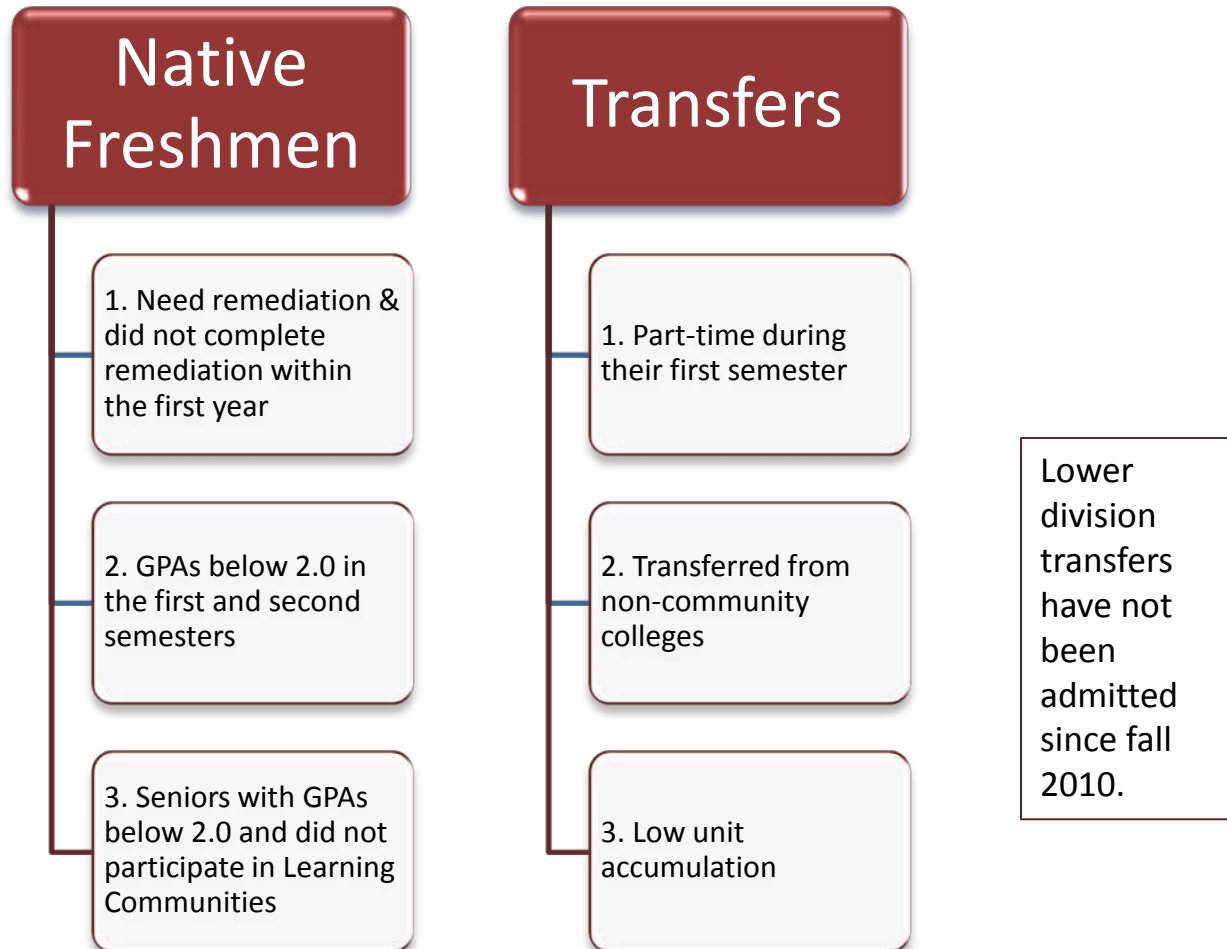 Native
Freshmen
1. Need remediation &
did not complete
remediation within
the first year
2. GPAs below 2.0 in
the first and second
semesters
3. Seniors with GPAs
below 2.0 and did not
participate in Learning
Communities
Transfers
1. Part-time during
their first semester
2. Transferred from
non-community
colleges
3. Low unit
accumulation
Lower
division
transfers
have not
been
admitted
since fall
2010.